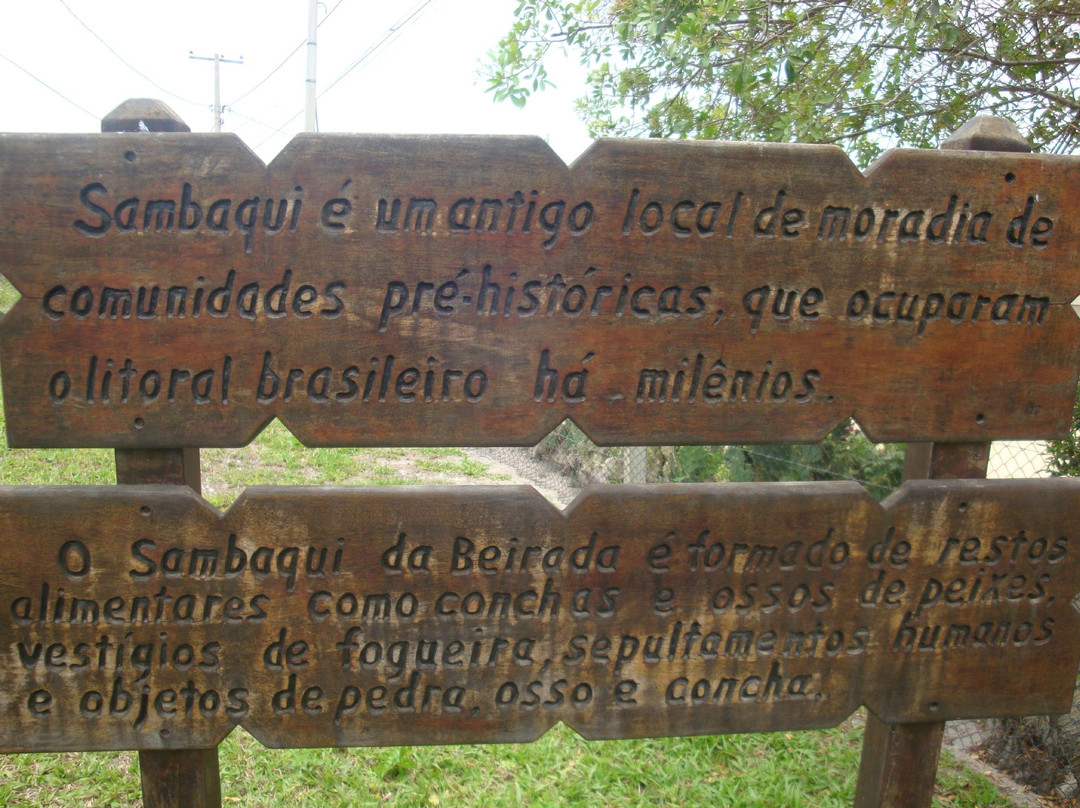 Sambaqui é um antigo local de moradia de
comunidades pré-históricas, que ocuparam
o litoral brasileiro há milênios.
O Sambaqui da Beirada é formado de restos
alimentares como conchas e ossos de peixes,
vestígios de fogueira, sepultamentos humanos
e objetos de pedra, osso e concha.